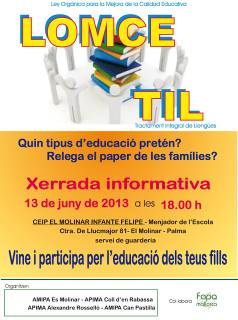 Ley Orgánica para la Mejora de la Calidad Educativa
LOMCE
TIL
Tractament Integral de Llengües
Quin tipus d'educació pretén?
Relega el paper de les famílies?
Xerrada informativa
13 de juny de 2013 a les 18.00 h
CEIP EL MOLINAR INFANTE FELIPE - Menjador de l'Escola
Ctra. De Llucmajor 81- El Molinar - Palma
servei de guarderia
Vine i participa per l'educació dels teus fills
Organitzen:
AMIPA Es Molinar - APIMA Coll d'en Rabassa
APIMA Alexandre Rosselló - AMIPA Can Pastilla
Col·labora
fapa
mallorca